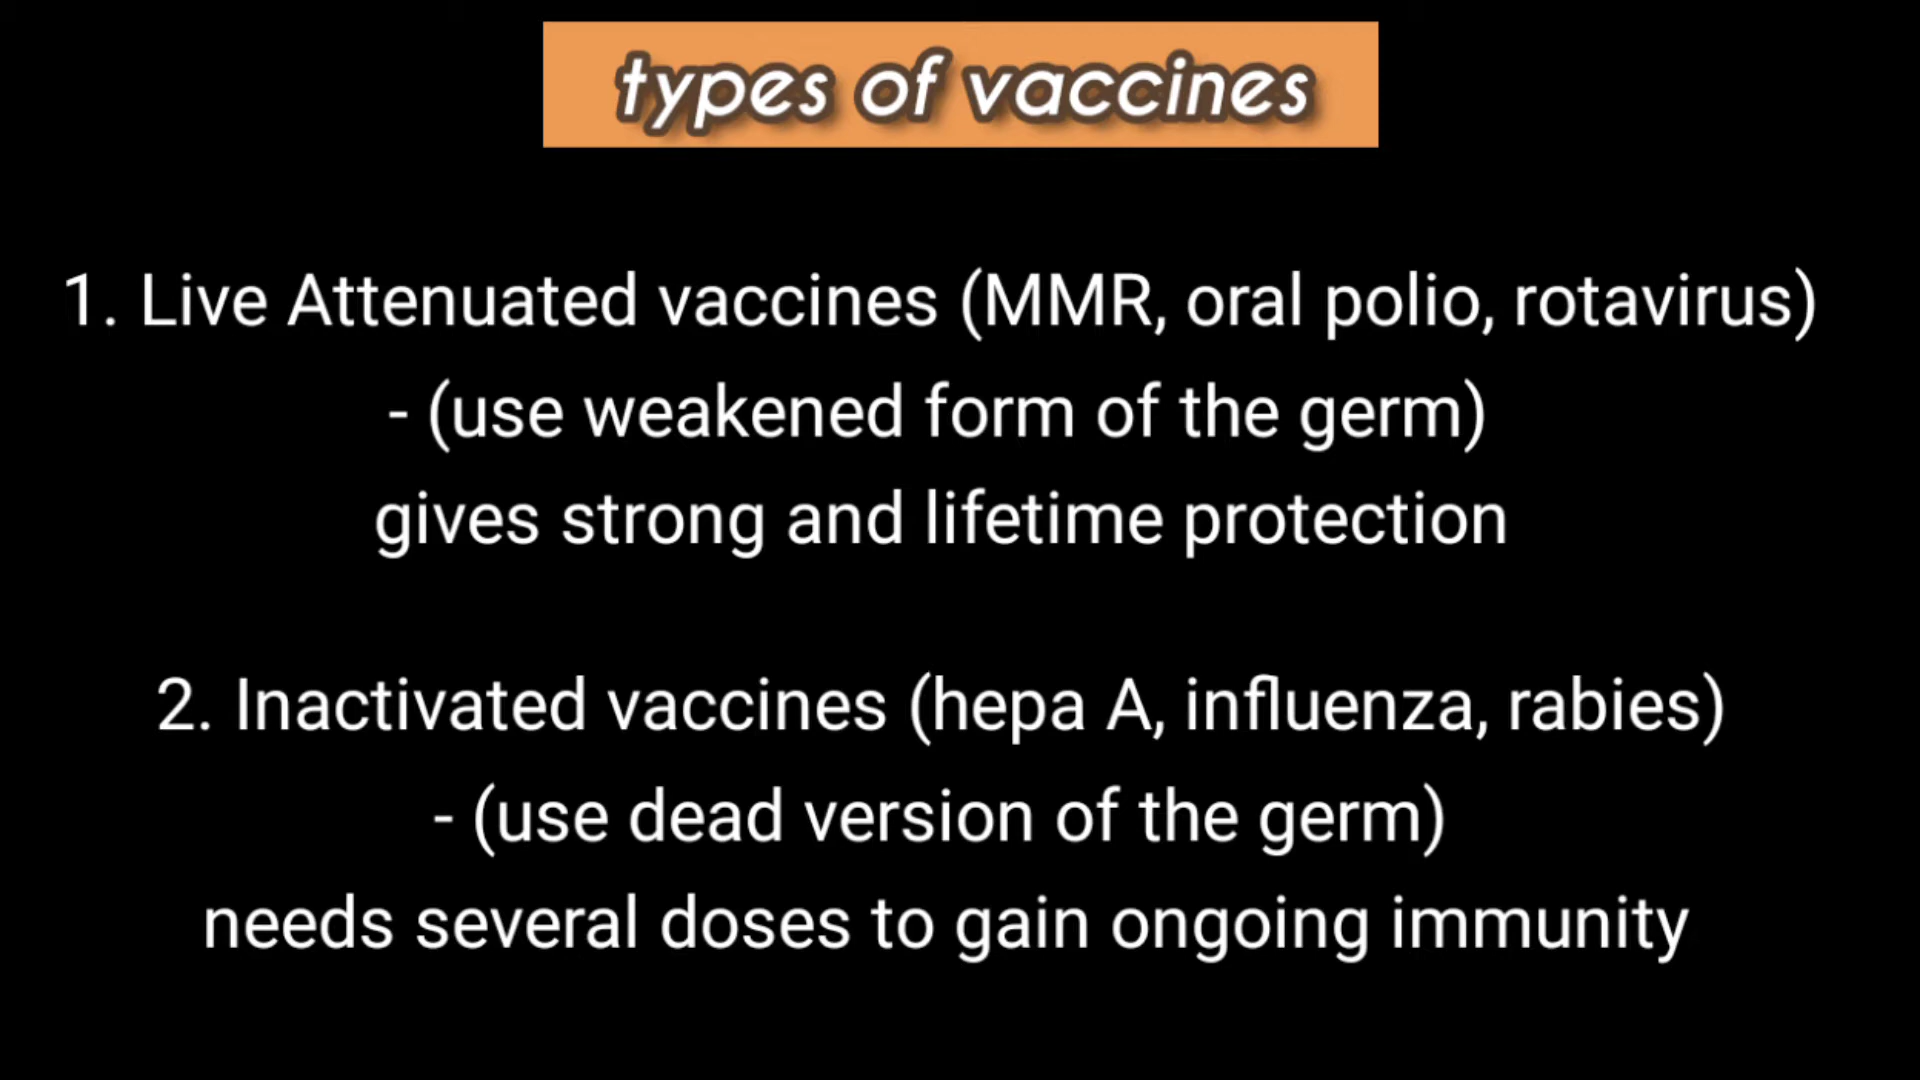 types of vaccines
1. Live Attenuated vaccines (MMR, oral polio, rotavirus)
- (use weakened form of the germ)
gives strong and lifetime protection
2. Inactivated vaccines (hepa A, influenza, rabies)
- (use dead version of the germ)
needs several doses to gain ongoing immunity